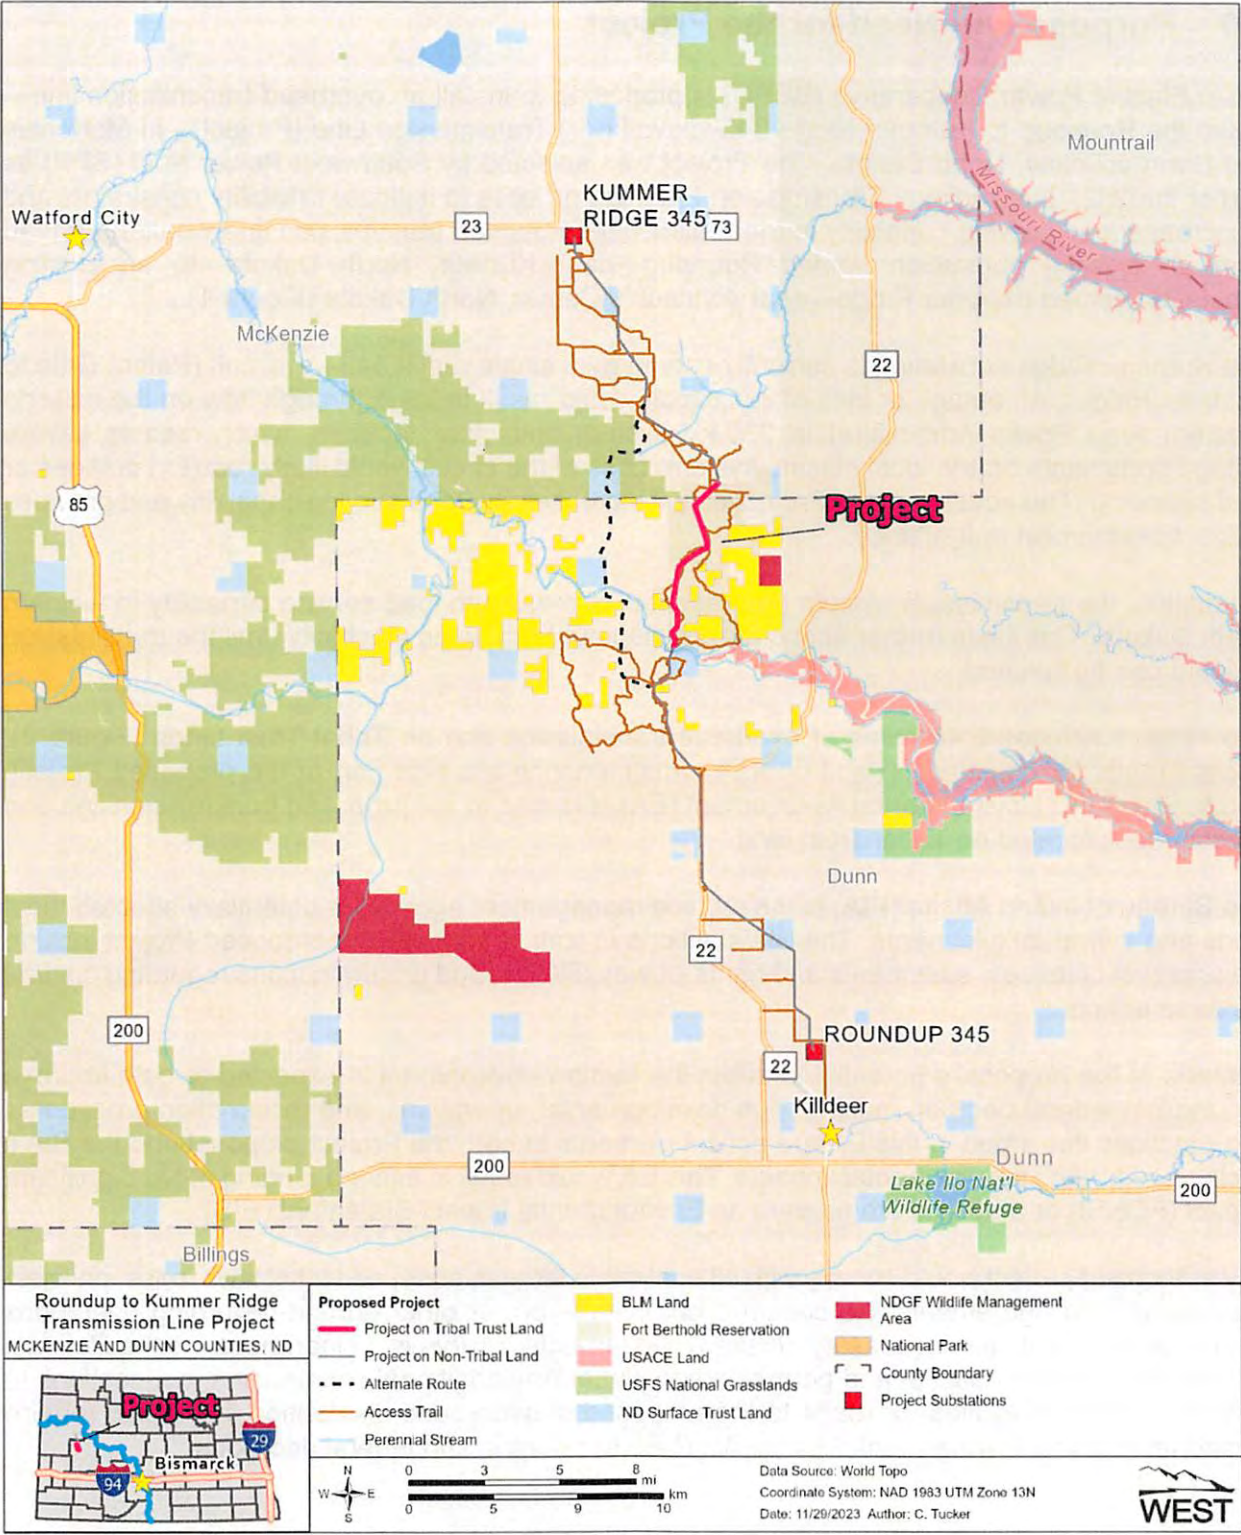 Mountrail
Missouri River
KUMMER
RIDGE 345
Watford City
23
73
McKenzie
22
85
Project
Dunn
22
200
ROUNDUP 345
22
Killdeer
200
Dunn
Lake Ilo Nat'l
Wildlife Refuge
200
Billings
Roundup to Kummer Ridge
Transmission Line Project
MCKENZIE AND DUNN COUNTIES, ND
Project
29
Bismarck
94
Proposed Project
Project on Tribal Trust Land
Project on Non-Tribal Land
Alternate Route
Access Trail
Perennial Stream
BLM Land
Fort Berthold Reservation
USACE Land
USFS National Grasslands
ND Surface Trust Land
NDGF Wildlife Management
Area
National Park
County Boundary
Project Substations
N
W E
S
0 3 5 8
mi
km
0 5 9 10
Data Source: World Topo
Coordinate System: NAD 1983 UTM Zone 13N
Date: 11/29/2023 Author: C. Tucker
WEST